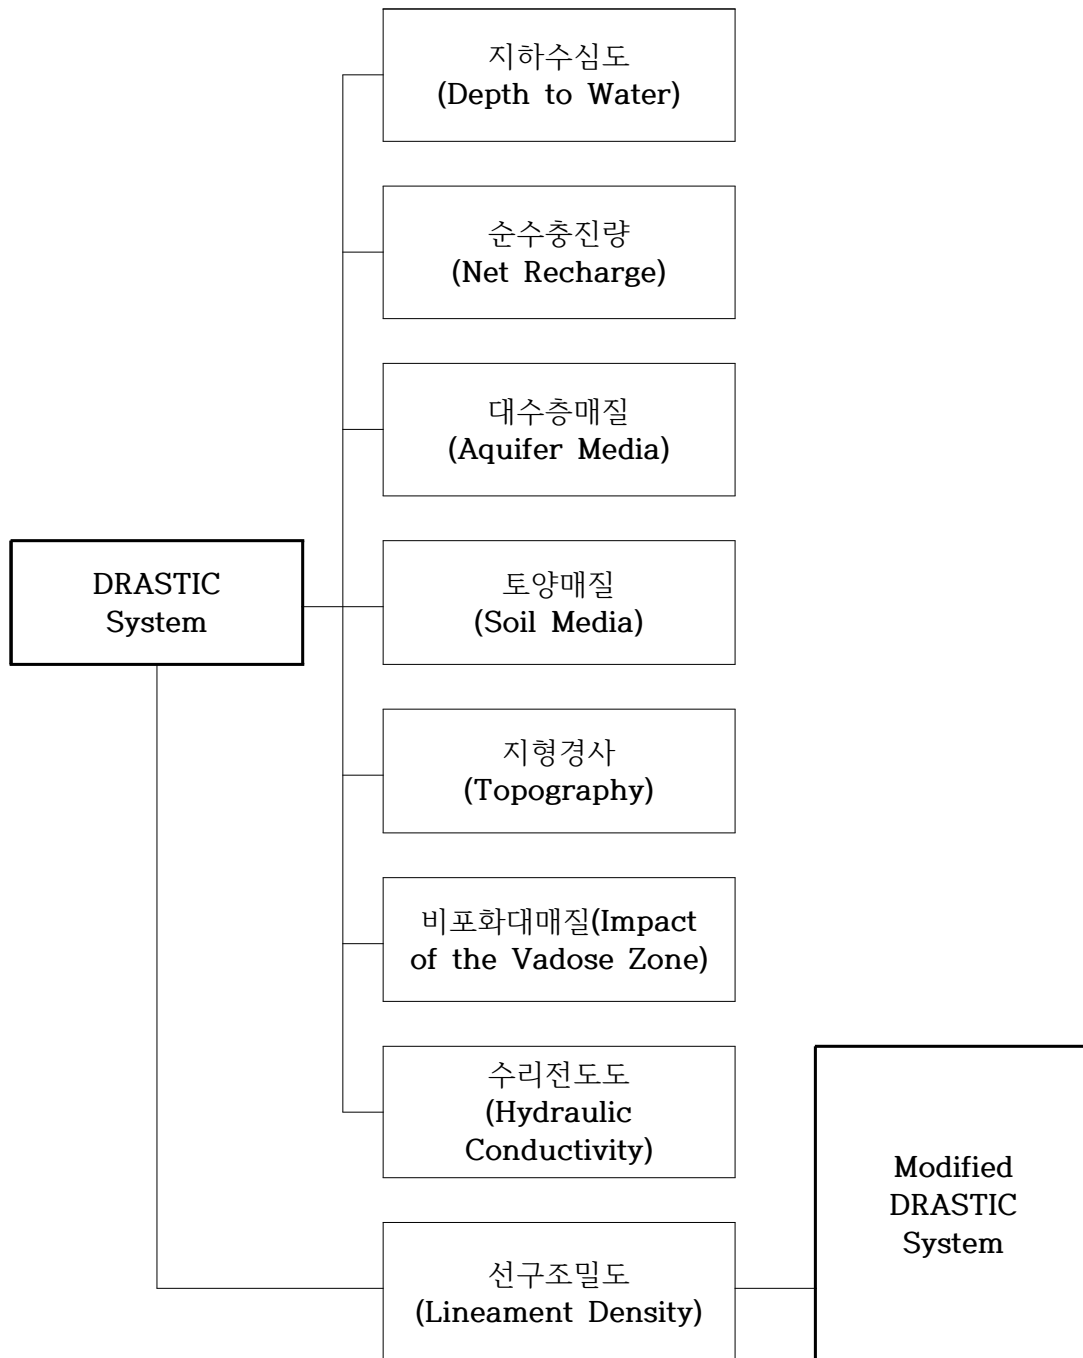 지하수심도
(Depth to Water)
순수충진량
(Net Recharge)
대수층매질
(Aquifer Media)
DRASTIC
System
토양매질
(Soil Media)
지형경사
(Topography)
비포화대매질(Impact
of the Vadose Zone)
수리전도도
(Hydraulic
Conductivity)
Modified
DRASTIC
System
선구조밀도
(Lineament Density)